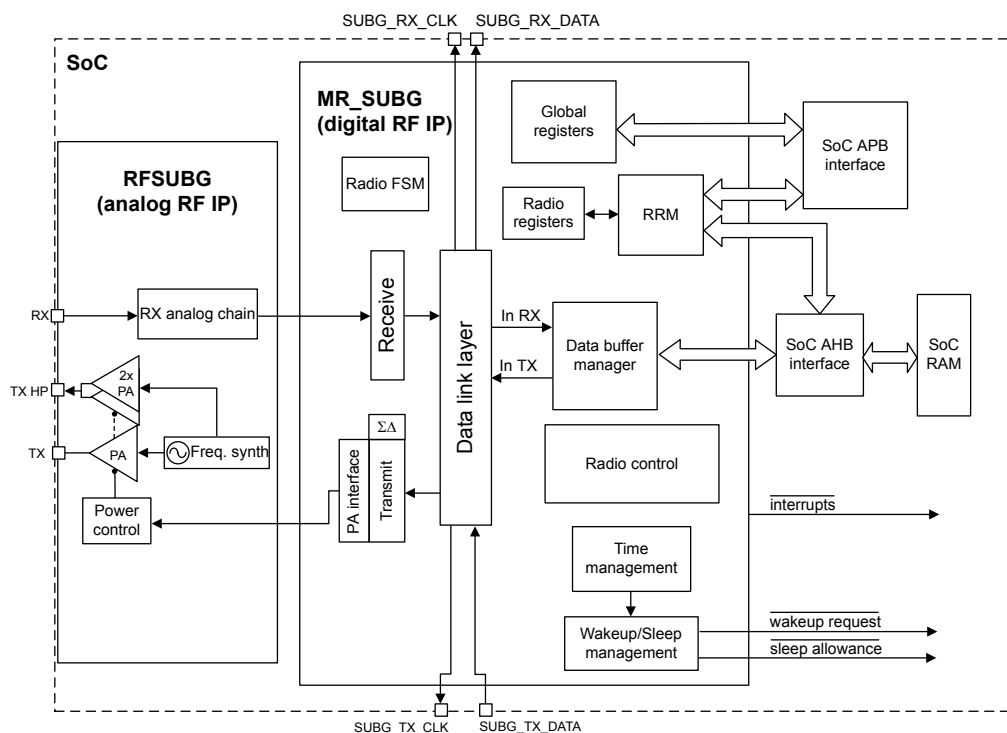 SUBG_RX_CLK
SUBG_RX_DATA
SoC
MR_SUBG
(digital RF IP)
Global
registers
SoC APB
interface
RFSUBG
(analog RF IP)
Radio FSM
Radio
registers
RRM
RX
RX analog chain
Receive
Data link layer
In RX
In TX
Data buffer
manager
SoC AHB
interface
SoC
RAM
TX HP
2x
PA
TX
PA
Freq. synth
ΣΔ
PA interface
Transmit
Radio control
Power
control
interrupts
Time
management
Wakeup/Sleep
management
wakeup request
sleep allowance
SUBG_TX_CLK
SUBG_TX_DATA